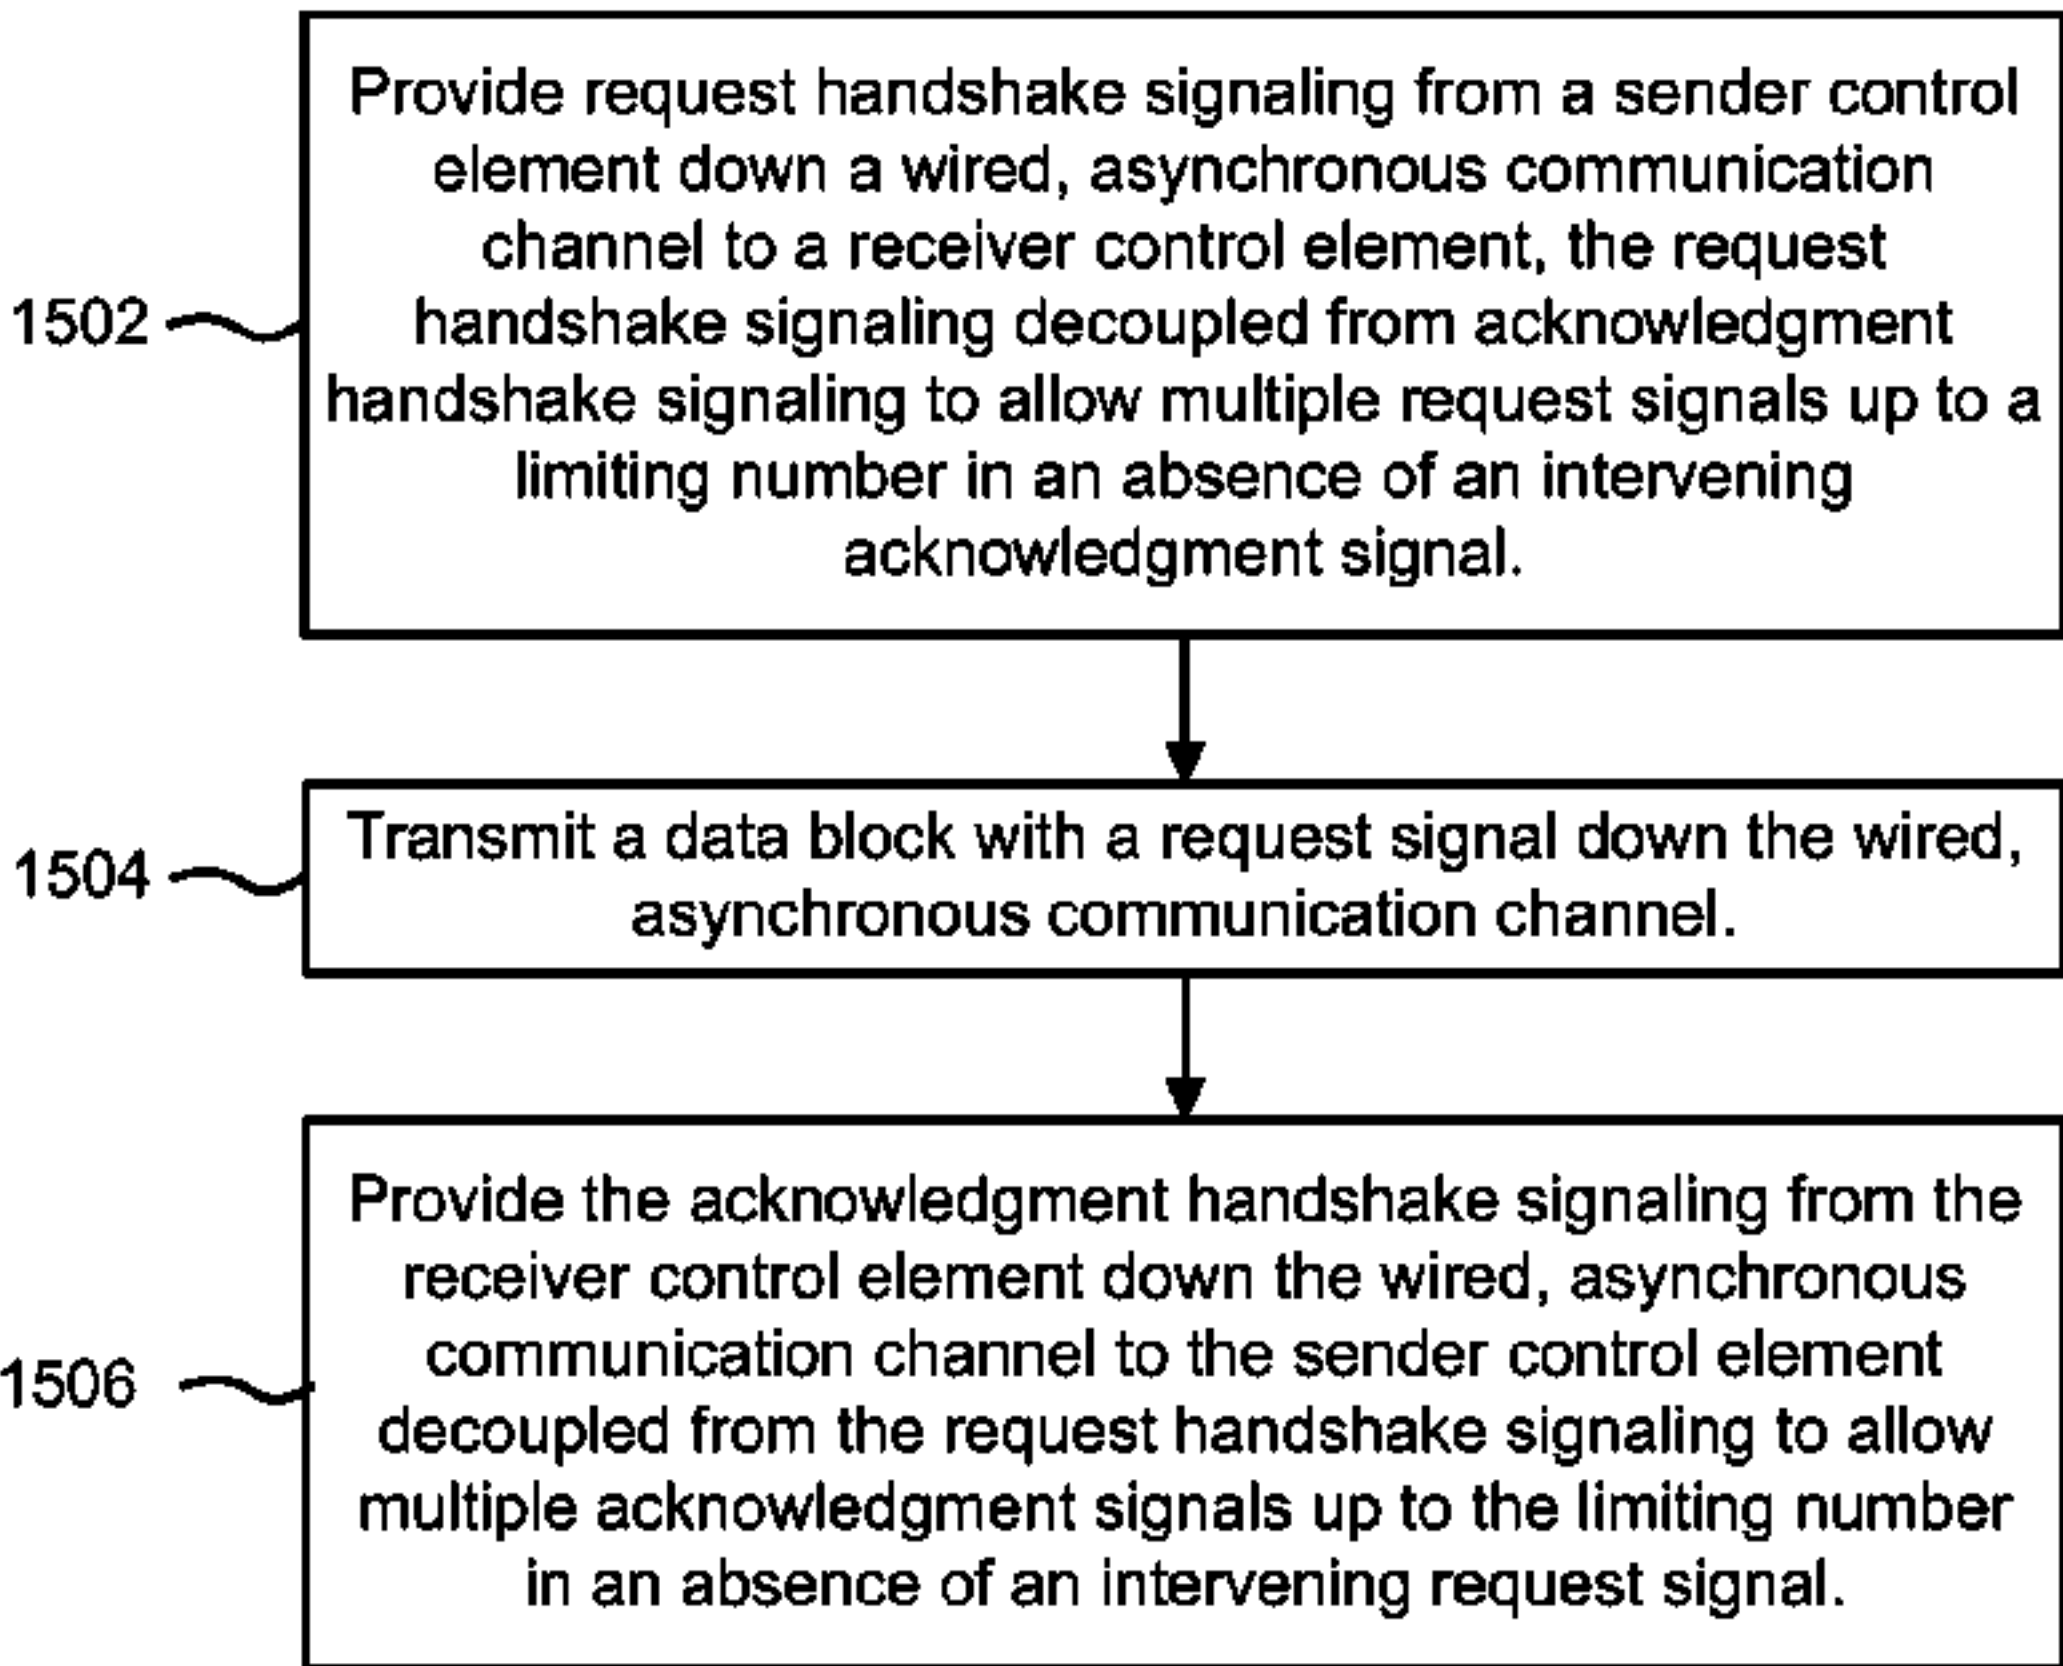 Provide request handshake signaling from a sender control
element down a wired, asynchronous communication
channel to a receiver control element, the request
1502
handshake signaling decoupled from acknowledgment
handshake signaling to allow multiple request signals up to a
limiting number in an absence of an intervening
acknowledgment signal.
Transmit a data block with a request signal down the wired,
1504
asynchronous communication channel.
Provide the acknowledgment handshake signaling from the
receiver control element down the wired, asynchronous
communication channel to the sender control element
1506
decoupled from the request handshake signaling to allow
multiple acknowledgment signals up to the limiting number
in an absence of an intervening request signal.